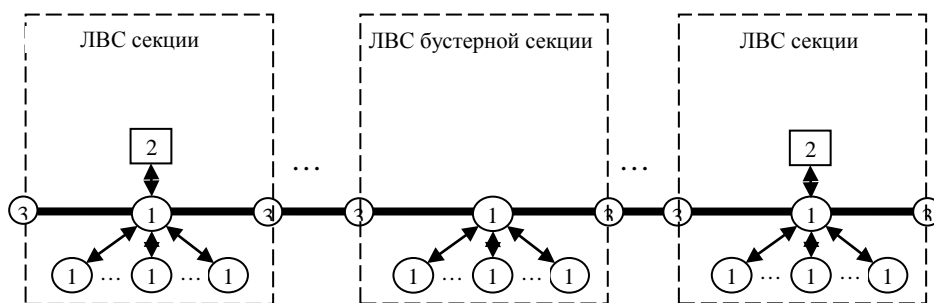 ЛВС секции ЛВС бустерной секции ЛВС секции
2 2
... ...
3 1 3 3 1 3 3 1 3
1 ... 1 ... 1 1 ... 1 ... 1 1 ... 1 ... 1